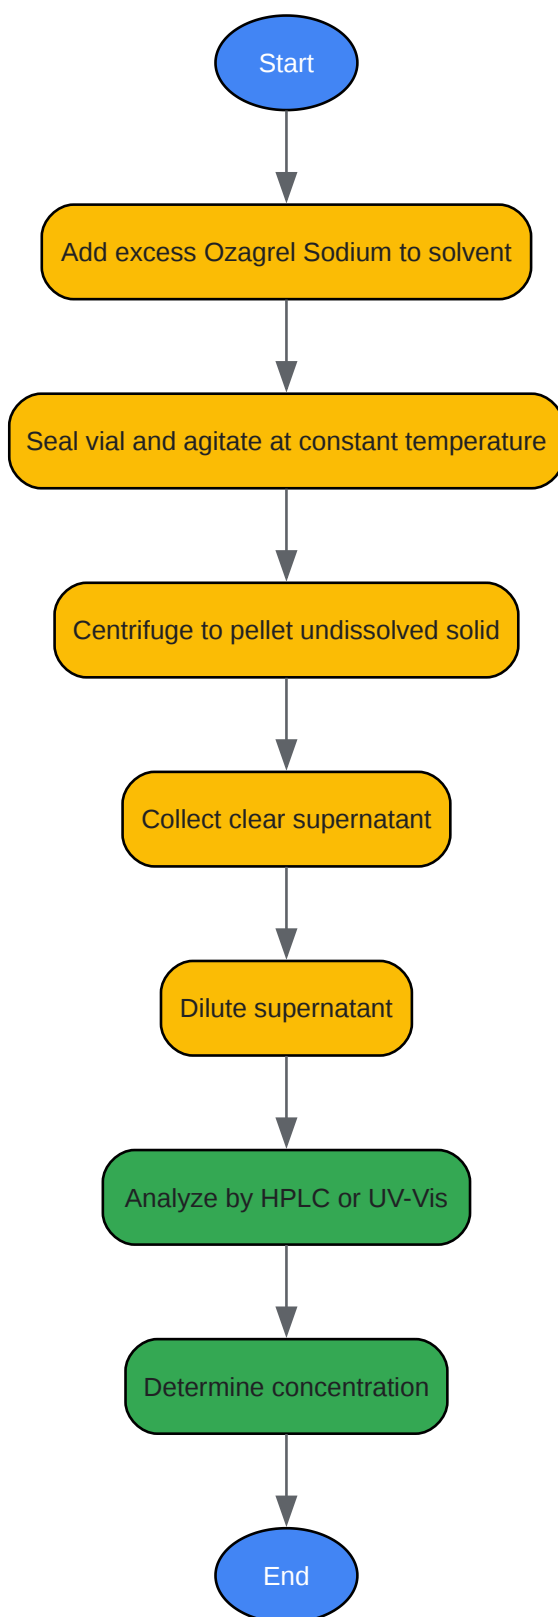 Start
Add excess Ozagrel Sodium to solvent
Seal vial and agitate at constant temperature
Centrifuge to pellet undissolved solid
Collect clear supernatant
Dilute supernatant
Analyze by HPLC or UV-Vis
Determine concentration
End